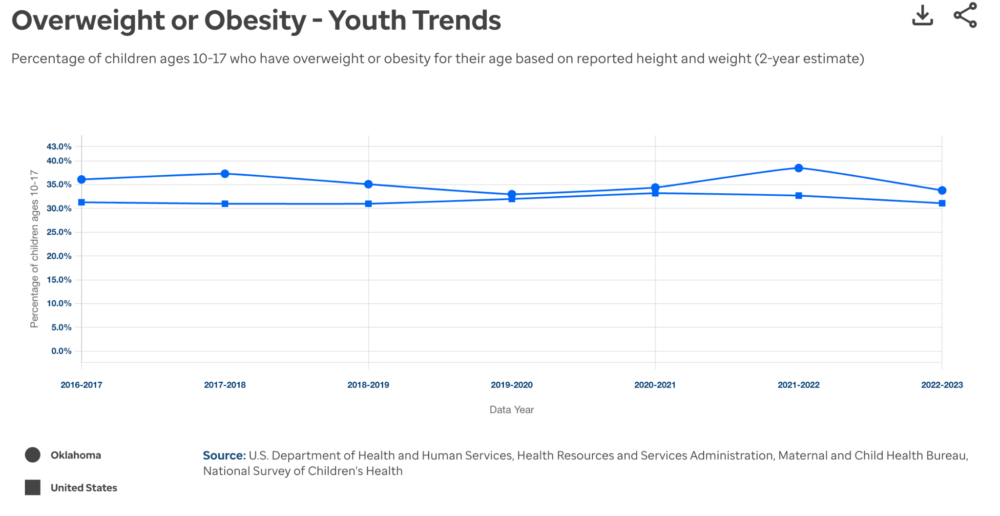 Overweight or Obesity - Youth Trends
Percentage of children ages 10-17 who have overweight or obesity for their age based on reported height and weight (2-year estimate)
Percentage of children ages 10-17
43.0%
40.0%
35.0%
30.0%
25.0%
20.0%
15.0%
10.0%
5.0%
0.0%
2016-2017
2017-2018
2018-2019
2019-2020
2020-2021
2021-2022
2022-2023
Data Year
Oklahoma
United States
Source: U.S. Department of Health and Human Services, Health Resources and Services Administration, Maternal and Child Health Bureau,
National Survey of Children's Health